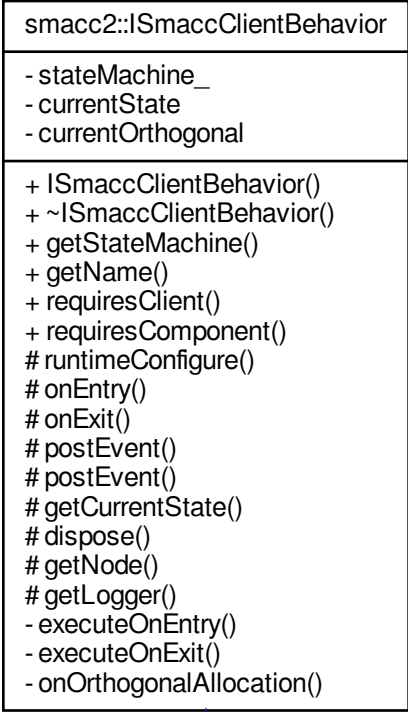 smacc2::ISmaccClientBehavior
- stateMachine_
- currentState
- currentOrthogonal
+ ISmaccClientBehavior()
+ ~ISmaccClientBehavior()
+ getStateMachine()
+ getName()
+ requiresClient()
+ requiresComponent()
# runtimeConfigure()
# onEntry()
# onExit()
# postEvent()
# postEvent()
# getCurrentState()
# dispose()
# getNode()
# getLogger()
- executeOnEntry()
- executeOnExit()
- onOrthogonalAllocation()